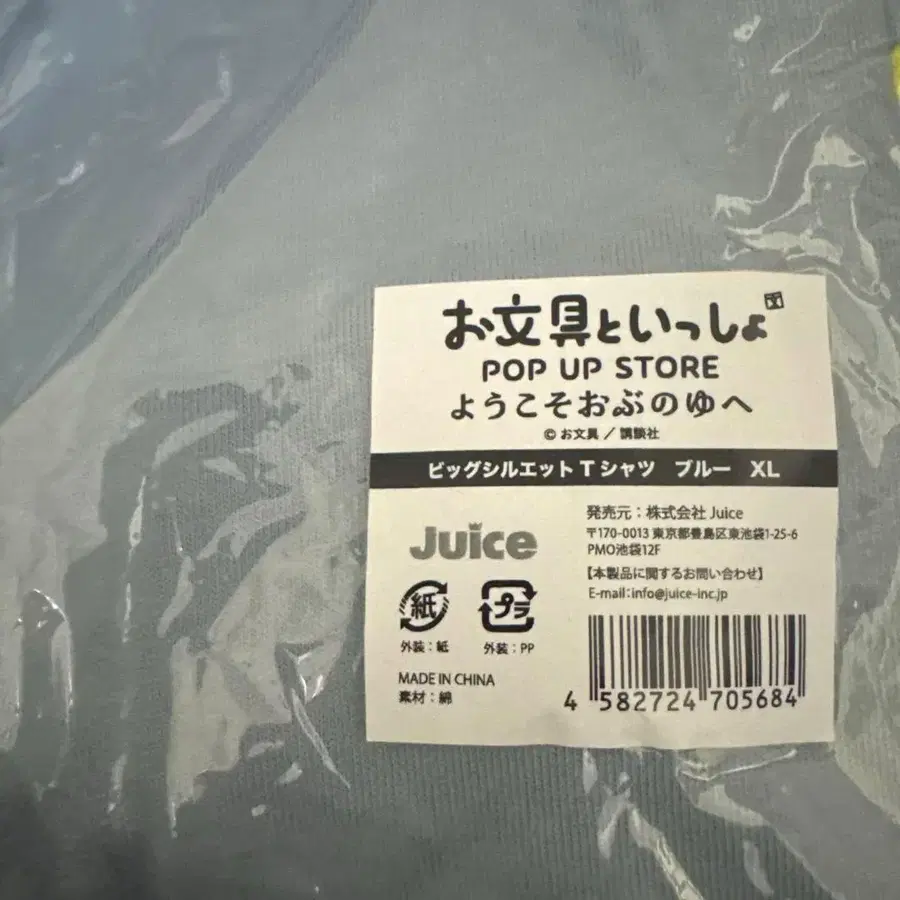 お文具といっしょ 文
POP UP STORE
ようこそおぶのゆへ
© お文具 / 講談社
ビッグシルエットTシャツ ブルー XL
Juice
発売元：株式会社 Juice
〒170-0013 東京都豊島区東池袋1-25-6
PMO池袋12F
【本製品に関するお問い合わせ】
E-mail：info@juice-inc.jp
紙
外装：紙
プラ
外装：PP
MADE IN CHINA
素材：綿
4 582724 705684